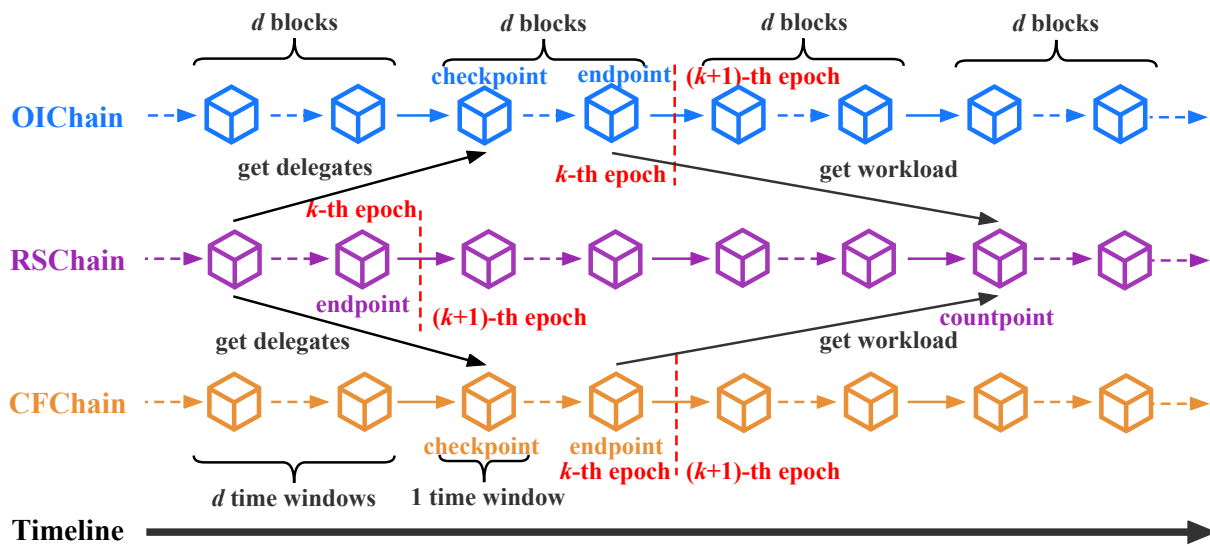 d blocks
d blocks
d blocks
d blocks
checkpoint
endpoint
(k+1)-th epoch
OIChain
get delegates
k-th epoch
get workload
k-th epoch
RSChain
endpoint
(k+1)-th epoch
countpoint
get delegates
get workload
CFChain
checkpoint
endpoint
k-th epoch
(k+1)-th epoch
d time windows
1 time window
Timeline